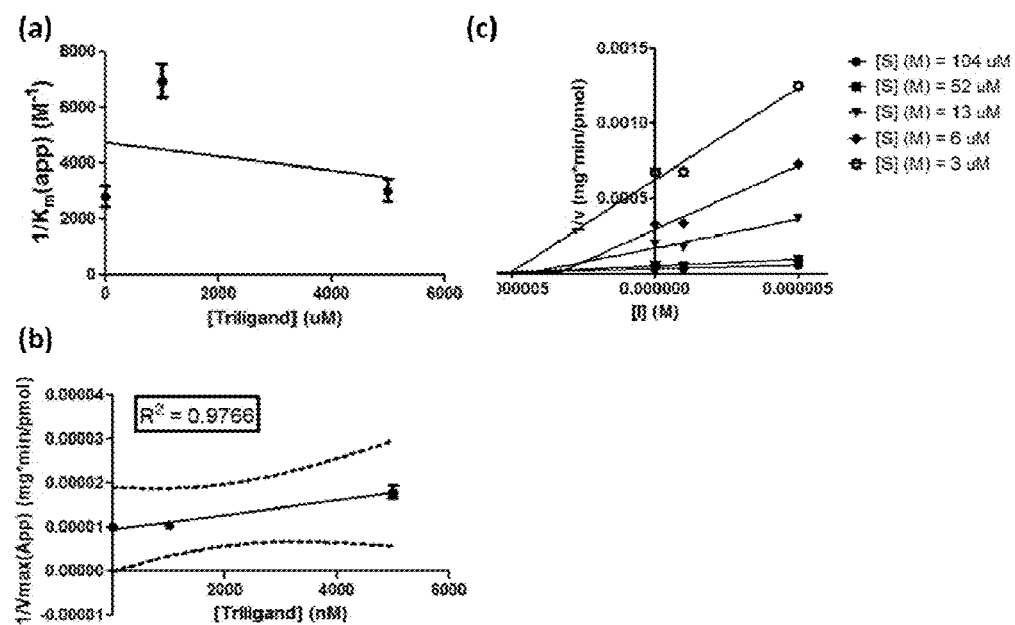 (a)
8000
6000
4000
2000
0
1/Km(app) (M⁻¹)
0 2000 4000 6000
[Triligand] (uM)
(c)
0.0015
0.0010
0.0005
1/v (mg*min/pmol)
000005 0.000000 0.000005
[I] (M)
[S] (M) = 104 uM
[S] (M) = 52 uM
[S] (M) = 13 uM
[S] (M) = 6 uM
[S] (M) = 3 uM
(b)
0.00004
0.00003
0.00002
0.00001
0.00000
-0.00001
1/Vmax(App) (mg*min/pmol)
R² = 0.9766
2000 4000 6000
[Triligand] (nM)